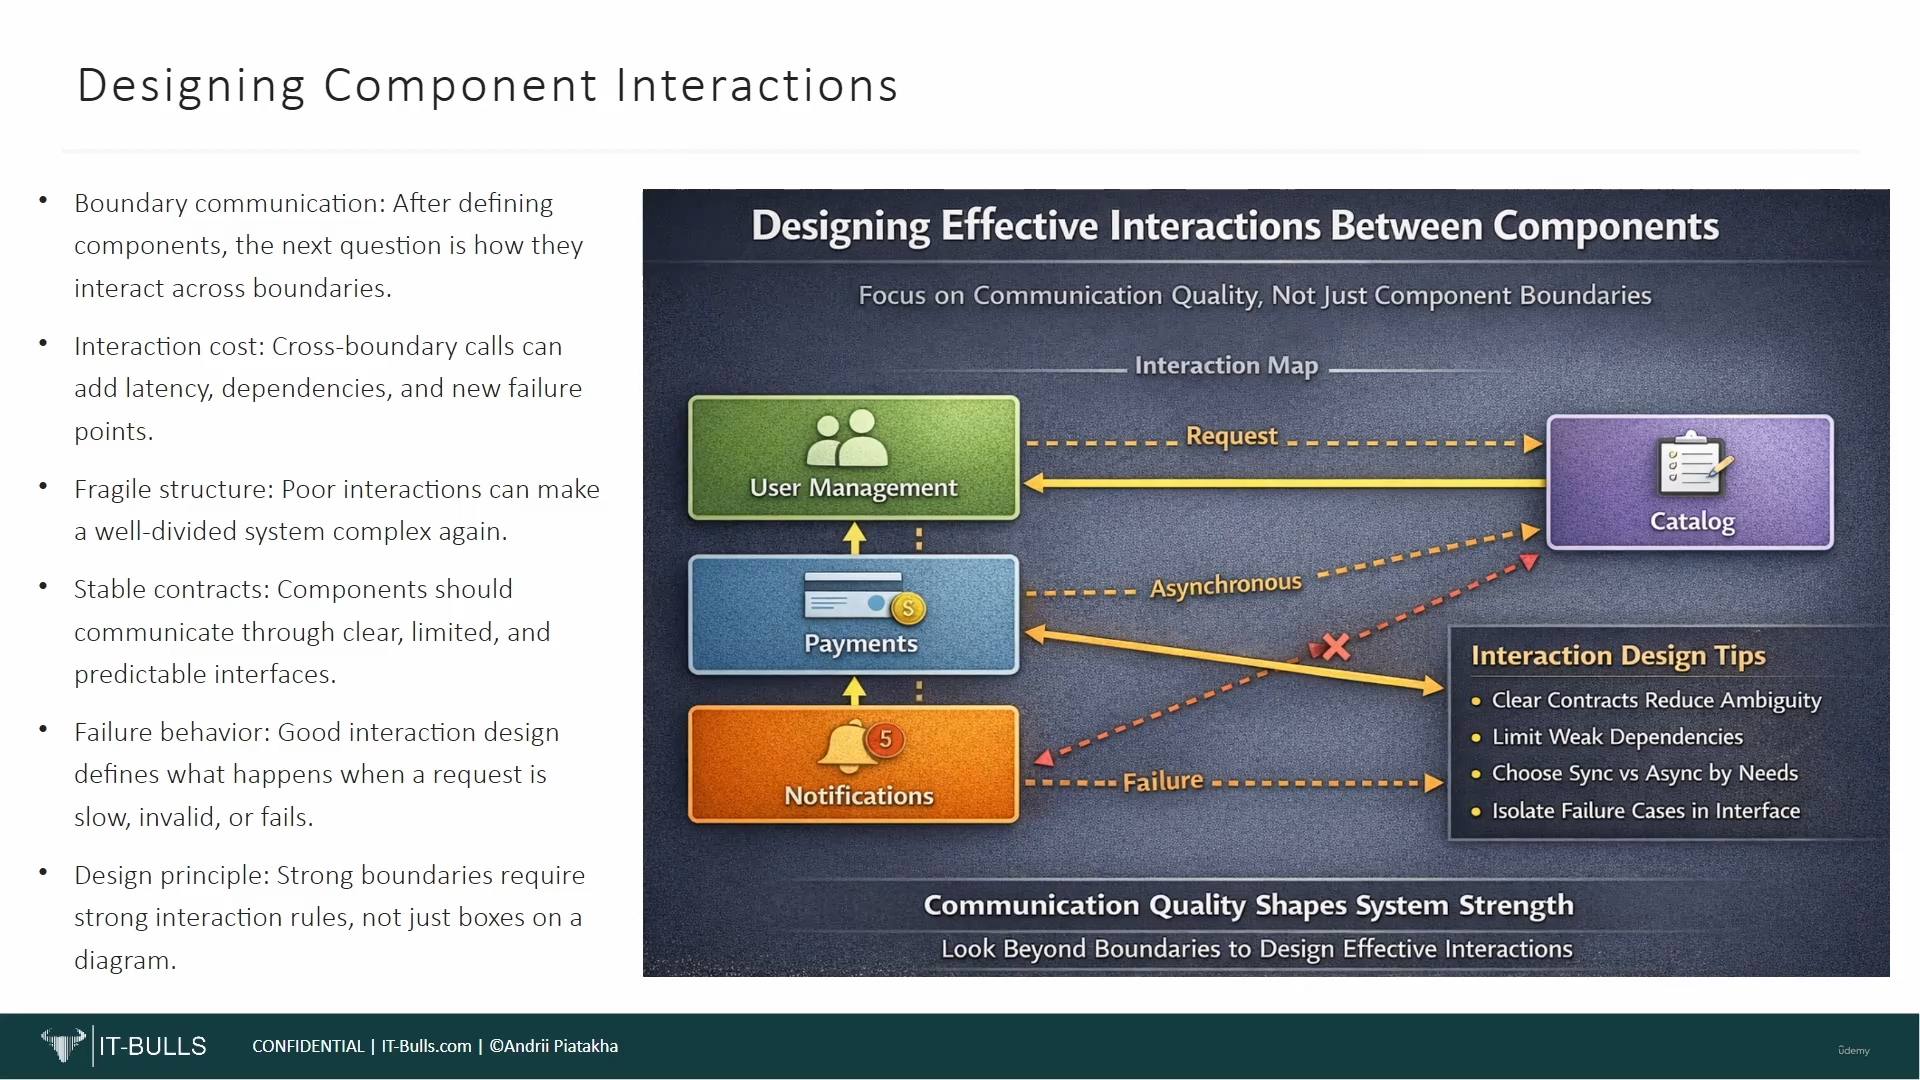 Designing Component Interactions
• Boundary communication: After defining
components, the next question is how they
interact across boundaries.
• Interaction cost: Cross-boundary calls can
add latency, dependencies, and new failure
points.
• Fragile structure: Poor interactions can make
a well-divided system complex again.
• Stable contracts: Components should
communicate through clear, limited, and
predictable interfaces.
• Failure behavior: Good interaction design
defines what happens when a request is
slow, invalid, or fails.
• Design principle: Strong boundaries require
strong interaction rules, not just boxes on a
diagram.
Designing Effective Interactions Between Components
Focus on Communication Quality, Not Just Component Boundaries
Interaction Map
User Management
Request
Catalog
Payments
$
Asynchronous
Notifications
5
Failure
Interaction Design Tips
• Clear Contracts Reduce Ambiguity
• Limit Weak Dependencies
• Choose Sync vs Async by Needs
• Isolate Failure Cases in Interface
Communication Quality Shapes System Strength
Look Beyond Boundaries to Design Effective Interactions
IT-BULLS
CONFIDENTIAL | IT-Bulls.com | ©Andrii Piatakha
udemy